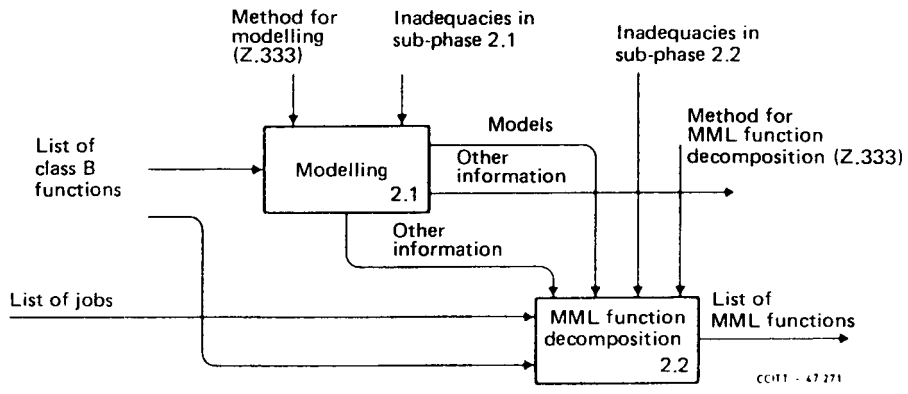 Method for
modelling
(Z.333)
Inadequacies in
sub-phase 2.1
Inadequacies in
sub-phase 2.2
Method for
MML function
decomposition (Z.333)
List of
class B
functions
Modelling
2.1
Models
Other
information
Other
information
List of jobs
MML function
decomposition
2.2
List of
MML functions
CCITT - 47 271